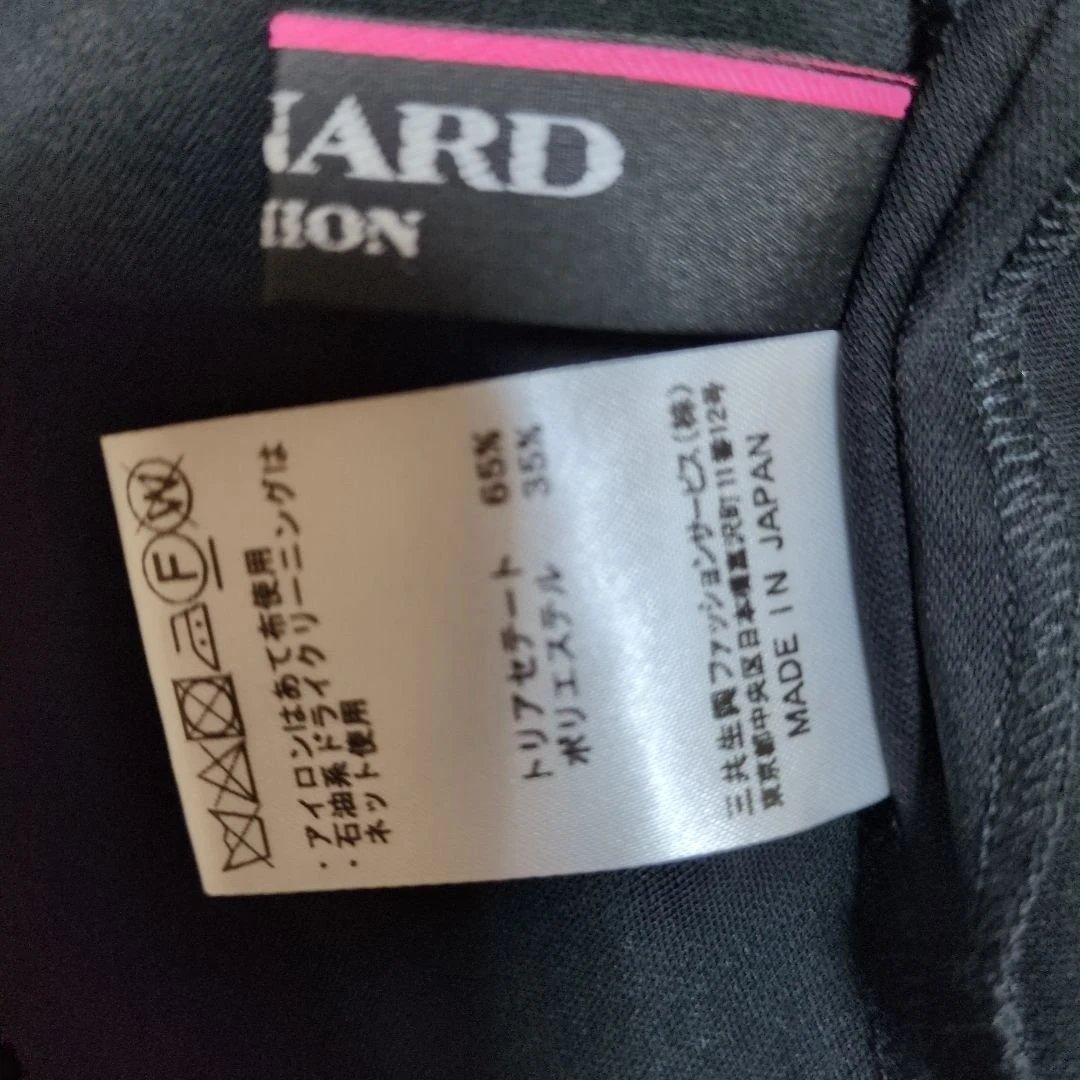 NARD
HION
・アイロンはあて布使用
・石油系ドライクリーニングは
ネット使用
トリアセテート 65%
ポリエステル 35%
三共生興ファッションサービス(株)
東京都中央区日本橋富沢町11番12号
MADE IN JAPAN
W
F